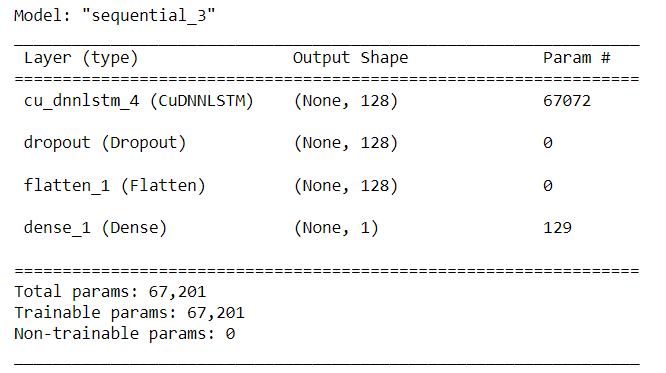 Model: "sequential_3"
Layer (type) Output Shape Param #
cu_dnnlstm_4 (CuDNNLSTM) (None, 128) 67072
dropout (Dropout) (None, 128) 0
flatten_1 (Flatten) (None, 128) 0
dense_1 (Dense) (None, 1) 129
Total params: 67,201
Trainable params: 67,201
Non-trainable params: 0